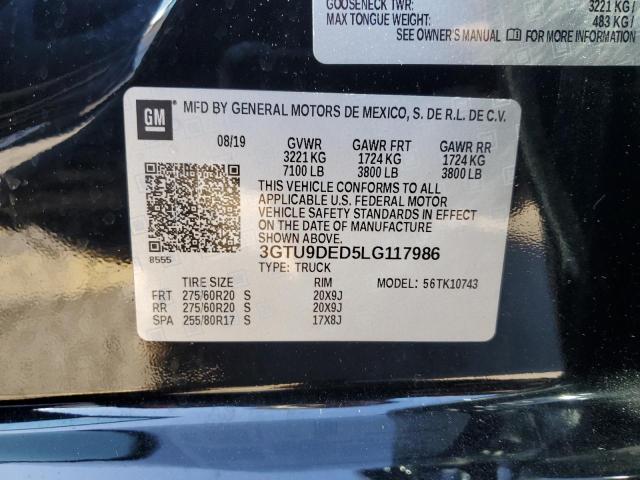 GOOSENECK TWR: 3221 KG /
MAX TONGUE WEIGHT: 483 KG /
SEE OWNER'S MANUAL FOR MORE INFORMATION
GM
MFD BY GENERAL MOTORS DE MEXICO, S. DE R.L. DE C.V.
08/19 GVWR GAWR FRT GAWR RR
3221 KG 1724 KG 1724 KG
7100 LB 3800 LB 3800 LB
THIS VEHICLE CONFORMS TO ALL
APPLICABLE U.S. FEDERAL MOTOR
VEHICLE SAFETY STANDARDS IN EFFECT
ON THE DATE OF MANUFACTURE
SHOWN ABOVE.
8555
3GTU9DED5LG117986
TYPE: TRUCK
TIRE SIZE RIM MODEL: 56TK10743
FRT 275/60R20 S 20X9J
RR 275/60R20 S 20X9J
SPA 255/80R17 S 17X8J